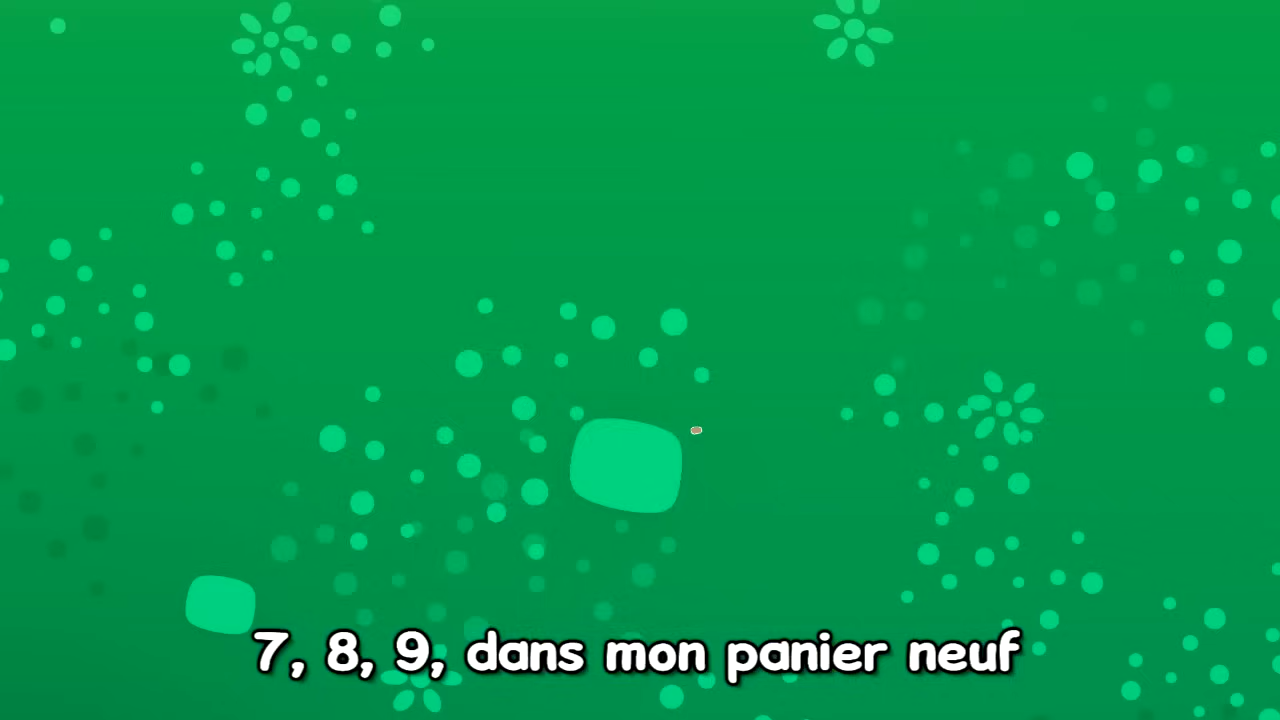 7, 8, 9, dans mon panier neuf